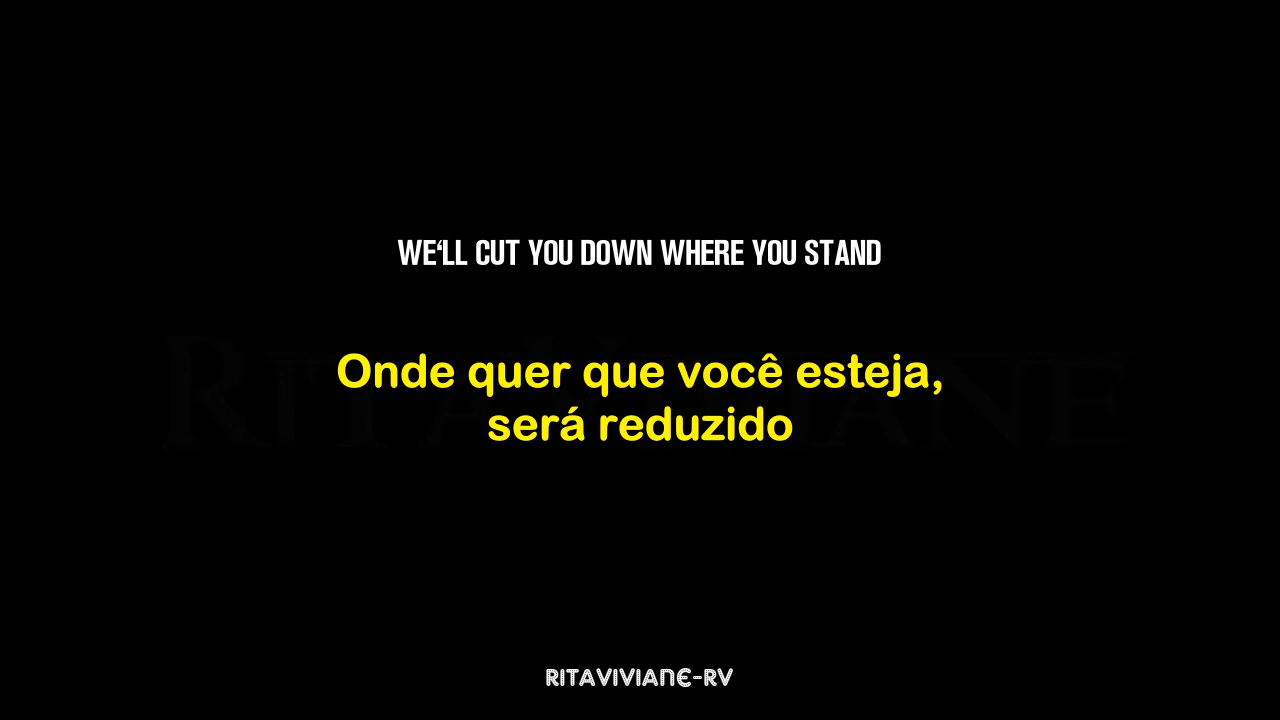 WE‘LL CUT YOU DOWN WHERE YOU STAND
Onde quer que você esteja,
será reduzido
RITAVIVIANE-RV